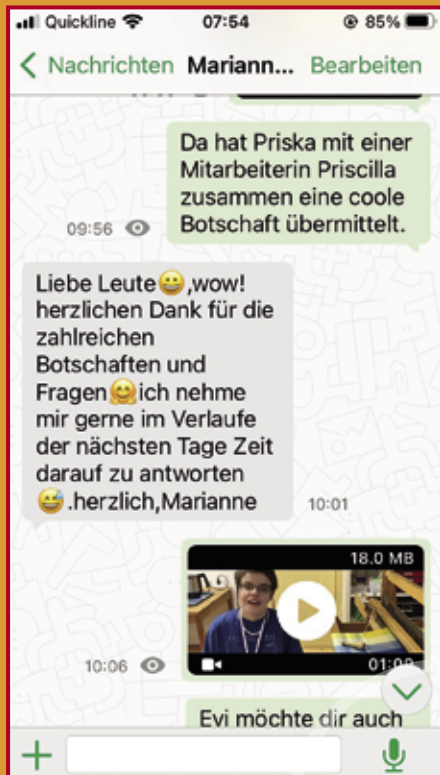 Quickline 07:54 85%
Nachrichten Mariann... Bearbeiten
Da hat Priska mit einer
Mitarbeiterin Priscilla
zusammen eine coole
Botschaft übermittelt.
09:56
Liebe Leute😀,wow!
herzlichen Dank für die
zahlreichen
Botschaften und
Fragen🤗ich nehme
mir gerne im Verlaufe
der nächsten Tage Zeit
darauf zu antworten
😅.herzlich,Marianne
10:01
18.0 MB
10:06
Evi möchte dir auch